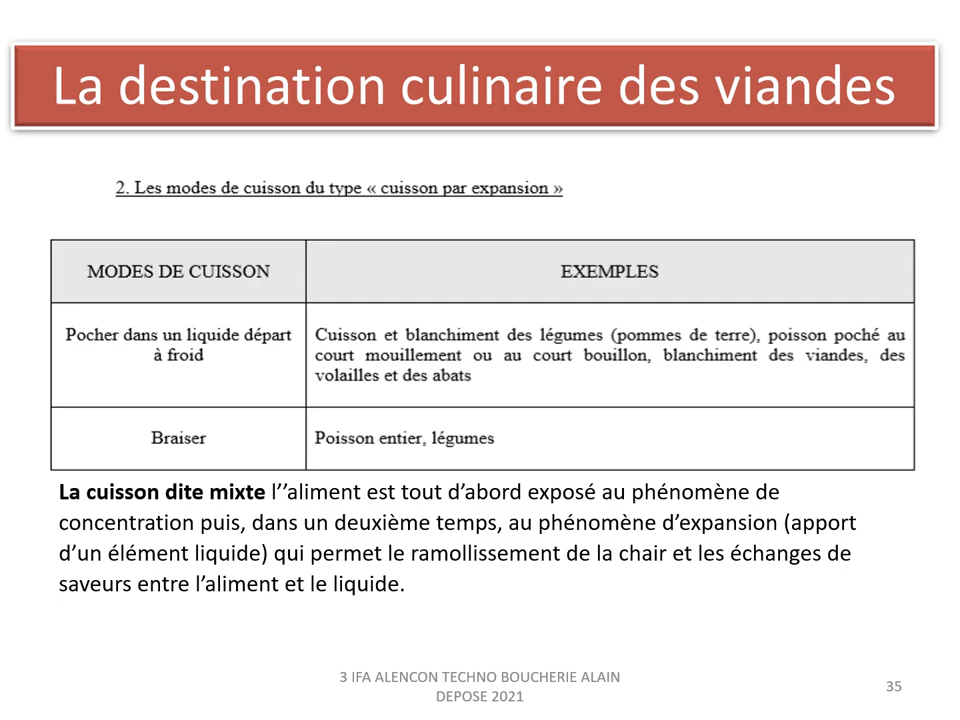 La destination culinaire des viandes
2. Les modes de cuisson du type « cuisson par expansion »
MODES DE CUISSON
EXEMPLES
Pocher dans un liquide départ
à froid
Cuisson et blanchiment des légumes (pommes de terre), poisson poché au
court mouillement ou au court bouillon, blanchiment des viandes, des
volailles et des abats
Braiser
Poisson entier, légumes
La cuisson dite mixte l’’aliment est tout d’abord exposé au phénomène de
concentration puis, dans un deuxième temps, au phénomène d’expansion (apport
d’un élément liquide) qui permet le ramollissement de la chair et les échanges de
saveurs entre l’aliment et le liquide.
3 IFA ALENCON TECHNO BOUCHERIE ALAIN
DEPOSE 2021
35